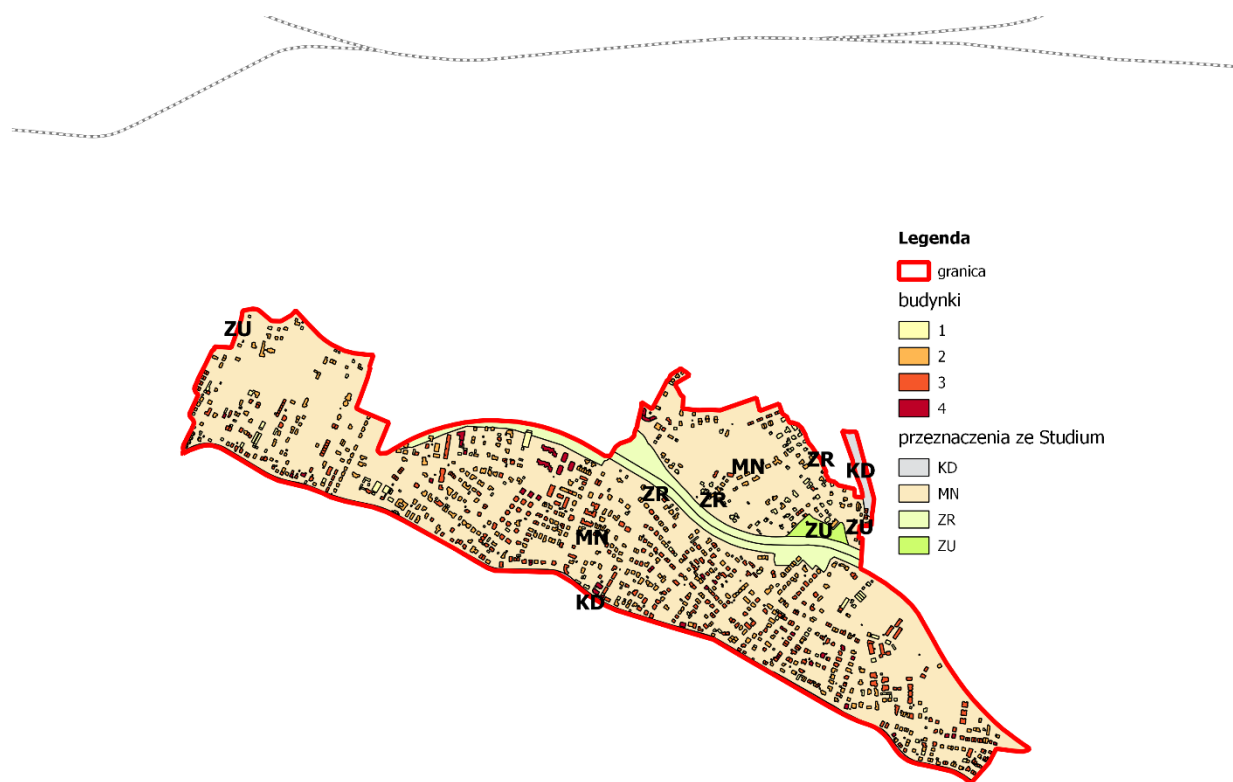 Legenda
granica
budynki
1
2
3
4
przeznaczenia ze Studium
KD
MN
ZR
ZU
ZU
MN
ZR
KD
ZR
ZR
ZU
ZU
MN
KD